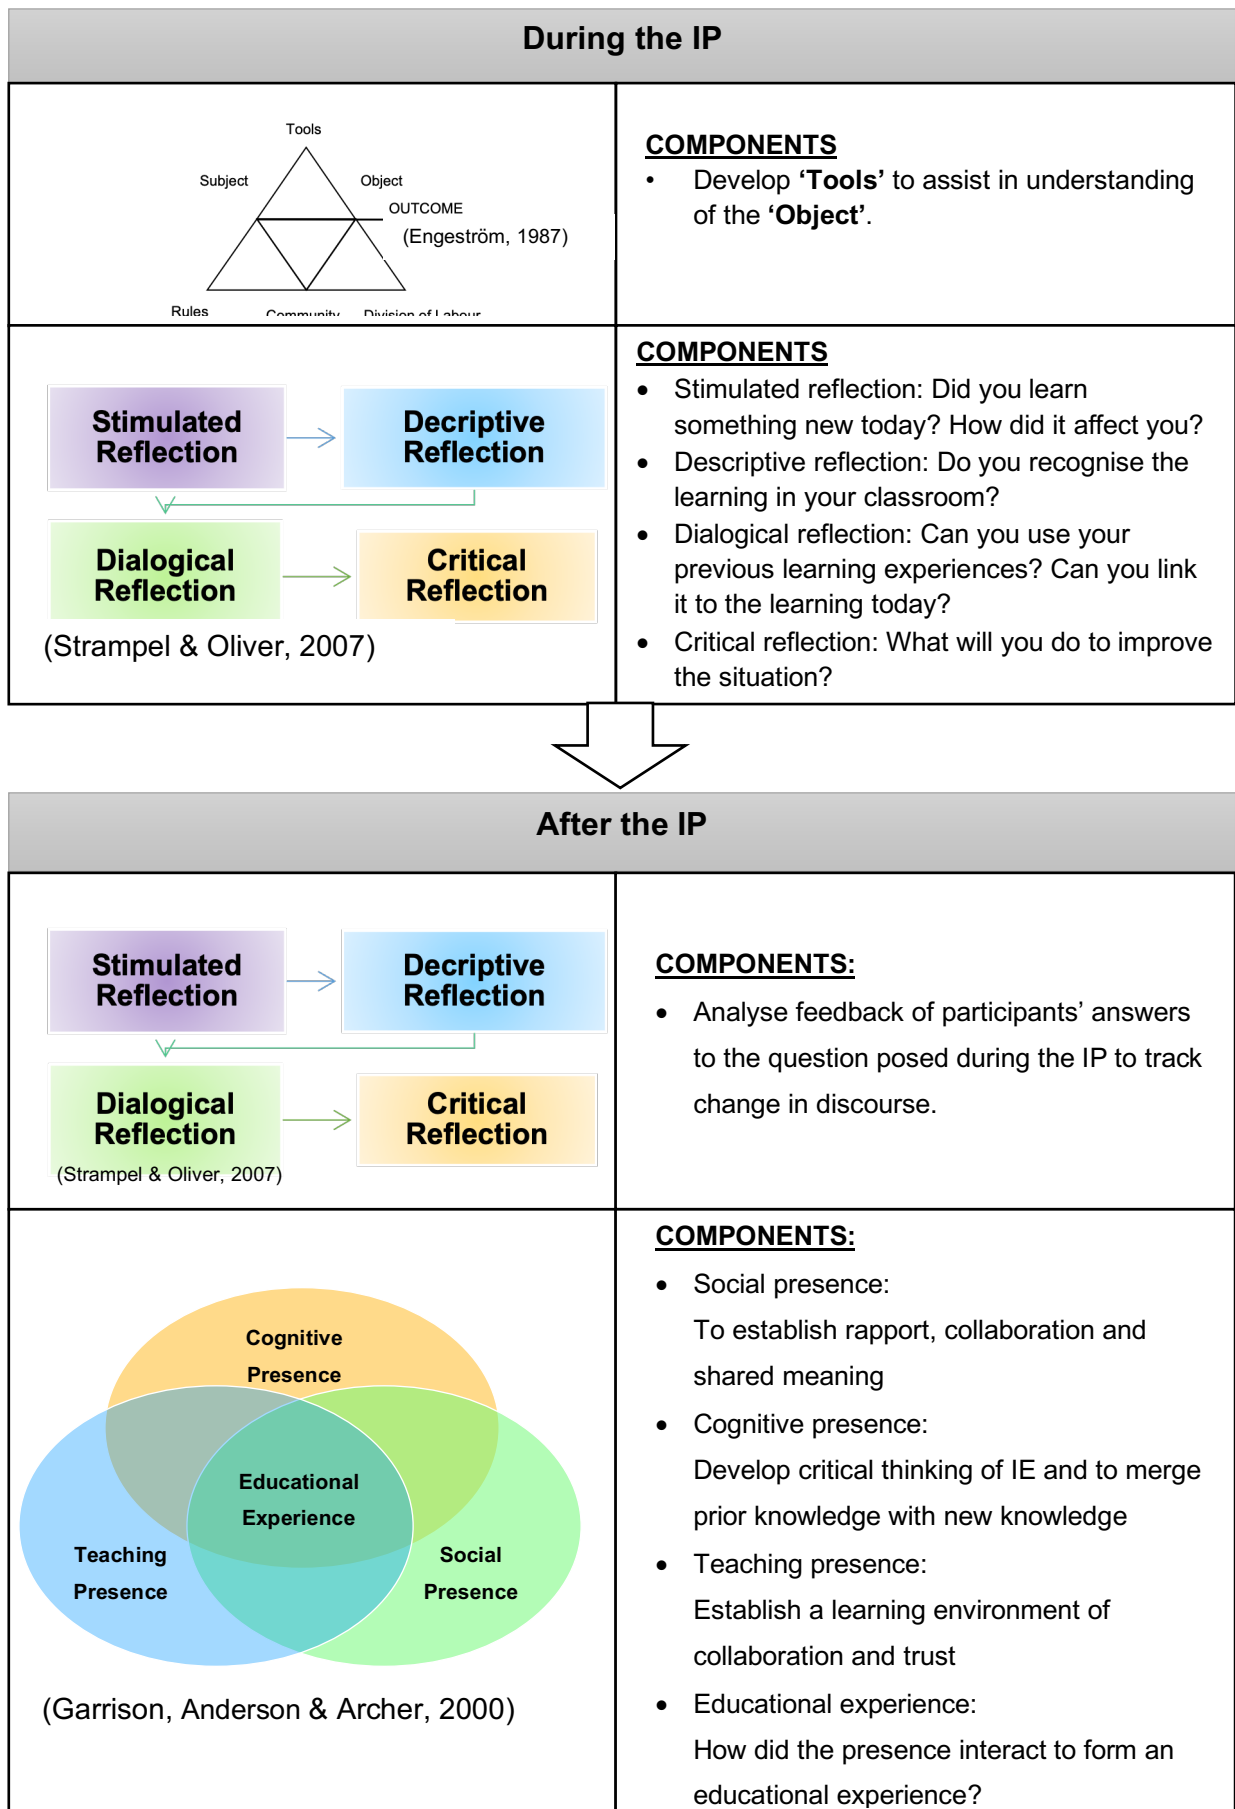 During the IP
Tools
Subject
Object
OUTCOME
(Engeström, 1987)
Rules
Community
Division of Labour
COMPONENTS
• Develop ‘Tools’ to assist in understanding
of the ‘Object’.
Stimulated
Reflection
Decriptive
Reflection
Dialogical
Reflection
Critical
Reflection
(Strampel & Oliver, 2007)
COMPONENTS
• Stimulated reflection: Did you learn
something new today? How did it affect you?
• Descriptive reflection: Do you recognise the
learning in your classroom?
• Dialogical reflection: Can you use your
previous learning experiences? Can you link
it to the learning today?
• Critical reflection: What will you do to improve
the situation?
After the IP
Stimulated
Reflection
Decriptive
Reflection
Dialogical
Reflection
Critical
Reflection
(Strampel & Oliver, 2007)
COMPONENTS:
• Analyse feedback of participants’ answers
to the question posed during the IP to track
change in discourse.
Cognitive
Presence
Educational
Experience
Teaching
Presence
Social
Presence
(Garrison, Anderson & Archer, 2000)
COMPONENTS:
• Social presence:
To establish rapport, collaboration and
shared meaning
• Cognitive presence:
Develop critical thinking of IE and to merge
prior knowledge with new knowledge
• Teaching presence:
Establish a learning environment of
collaboration and trust
• Educational experience:
How did the presence interact to form an
educational experience?